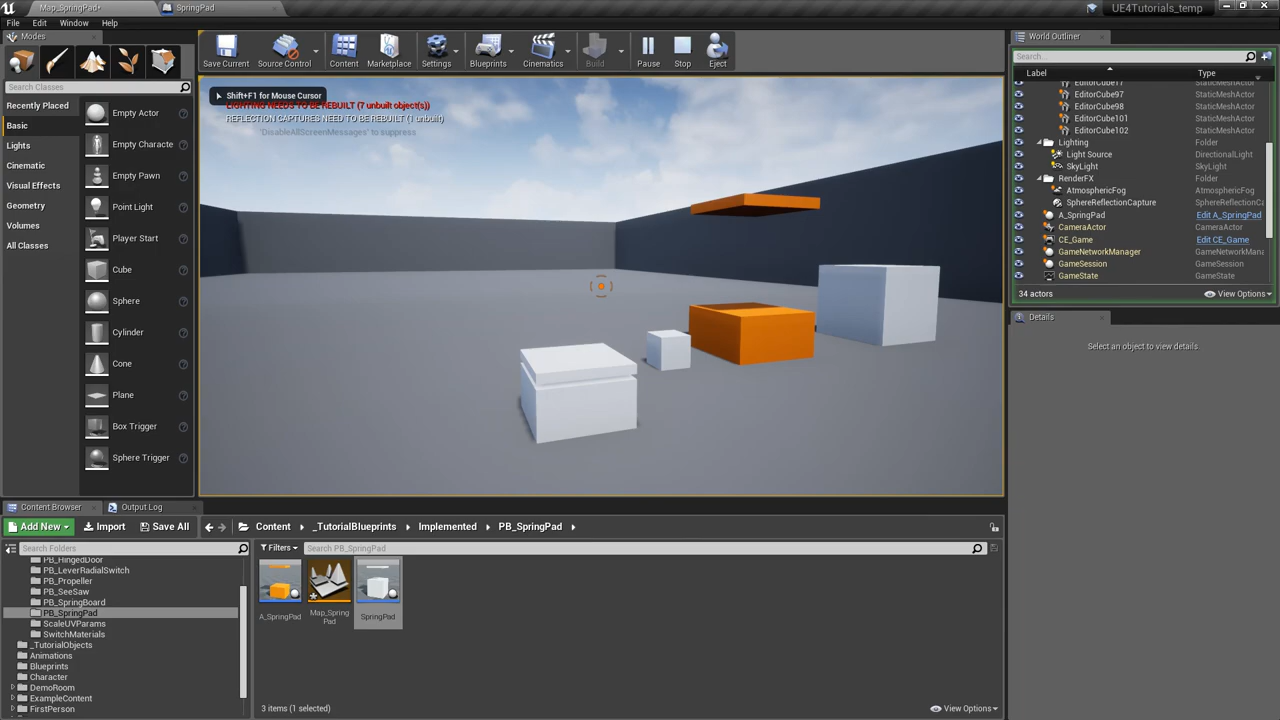 Map_SpringPad*
SpringPad
UE4Tutorials_temp
File Edit Window Help
Modes
Search Classes
Recently Placed
Basic
Lights
Cinematic
Visual Effects
Geometry
Volumes
All Classes
Empty Actor
Empty Characte
Empty Pawn
Point Light
Player Start
Cube
Sphere
Cylinder
Cone
Plane
Box Trigger
Sphere Trigger
Save Current
Source Control
Content
Marketplace
Settings
Blueprints
Cinematics
Build
Pause
Stop
Eject
Shift+F1 for Mouse Cursor
LIGHTING NEEDS TO BE REBUILT (7 unbuilt object(s))
REFLECTION CAPTURES NEED TO BE REBUILT (1 unbuilt)
'DisableAllScreenMessages' to suppress
World Outliner
Search...
Label Type
EditorCube17 StaticMeshActor
EditorCube97 StaticMeshActor
EditorCube98 StaticMeshActor
EditorCube101 StaticMeshActor
EditorCube102 StaticMeshActor
Lighting Folder
Light Source DirectionalLight
SkyLight SkyLight
RenderFX Folder
AtmosphericFog AtmosphericFog
SphereReflectionCapture SphereReflectionCa
A_SpringPad Edit A_SpringPad
CameraActor CameraActor
CE_Game Edit CE_Game
GameNetworkManager GameNetworkMana
GameSession GameSession
GameState GameState
34 actors View Options
Details
Select an object to view details.
Content Browser
Output Log
Add New Import Save All Content _TutorialBlueprints Implemented PB_SpringPad
Search Folders
Filters Search PB_SpringPad
PB_HingedDoor
PB_LeverRadialSwitch
PB_Propeller
PB_SeeSaw
PB_SpringBoard
PB_SpringPad
ScaleUVParams
SwitchMaterials
_TutorialObjects
Animations
Blueprints
Character
DemoRoom
ExampleContent
FirstPerson
A_SpringPad
Map_Spring
Pad
SpringPad
3 items (1 selected) View Options